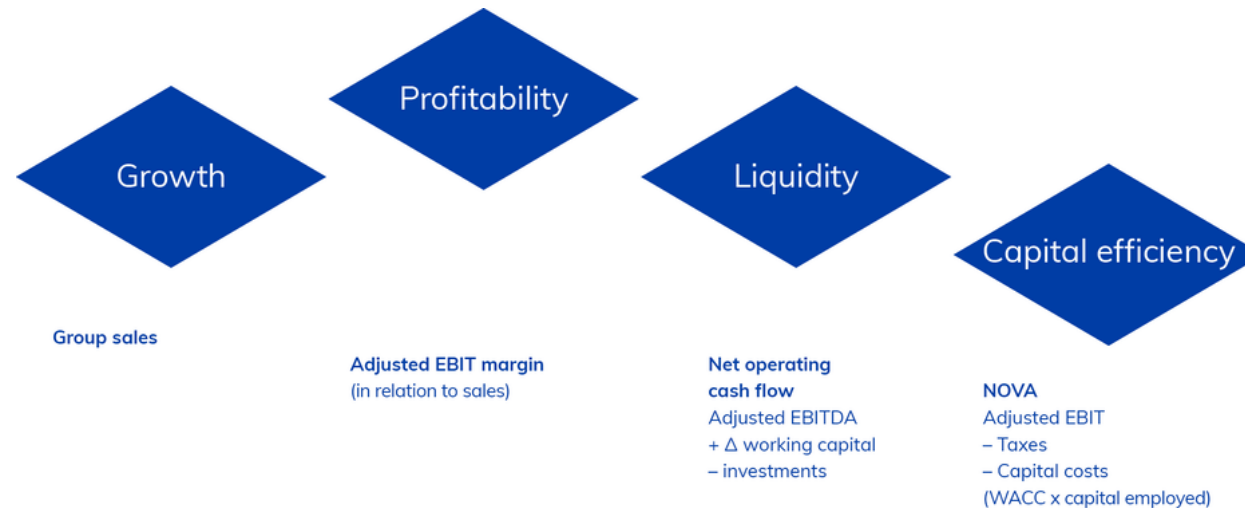 Growth
Profitability
Liquidity
Capital efficiency
Group sales
Adjusted EBIT margin
(in relation to sales)
Net operating
cash flow
Adjusted EBITDA
+ Δ working capital
– investments
NOVA
Adjusted EBIT
– Taxes
– Capital costs
(WACC x capital employed)